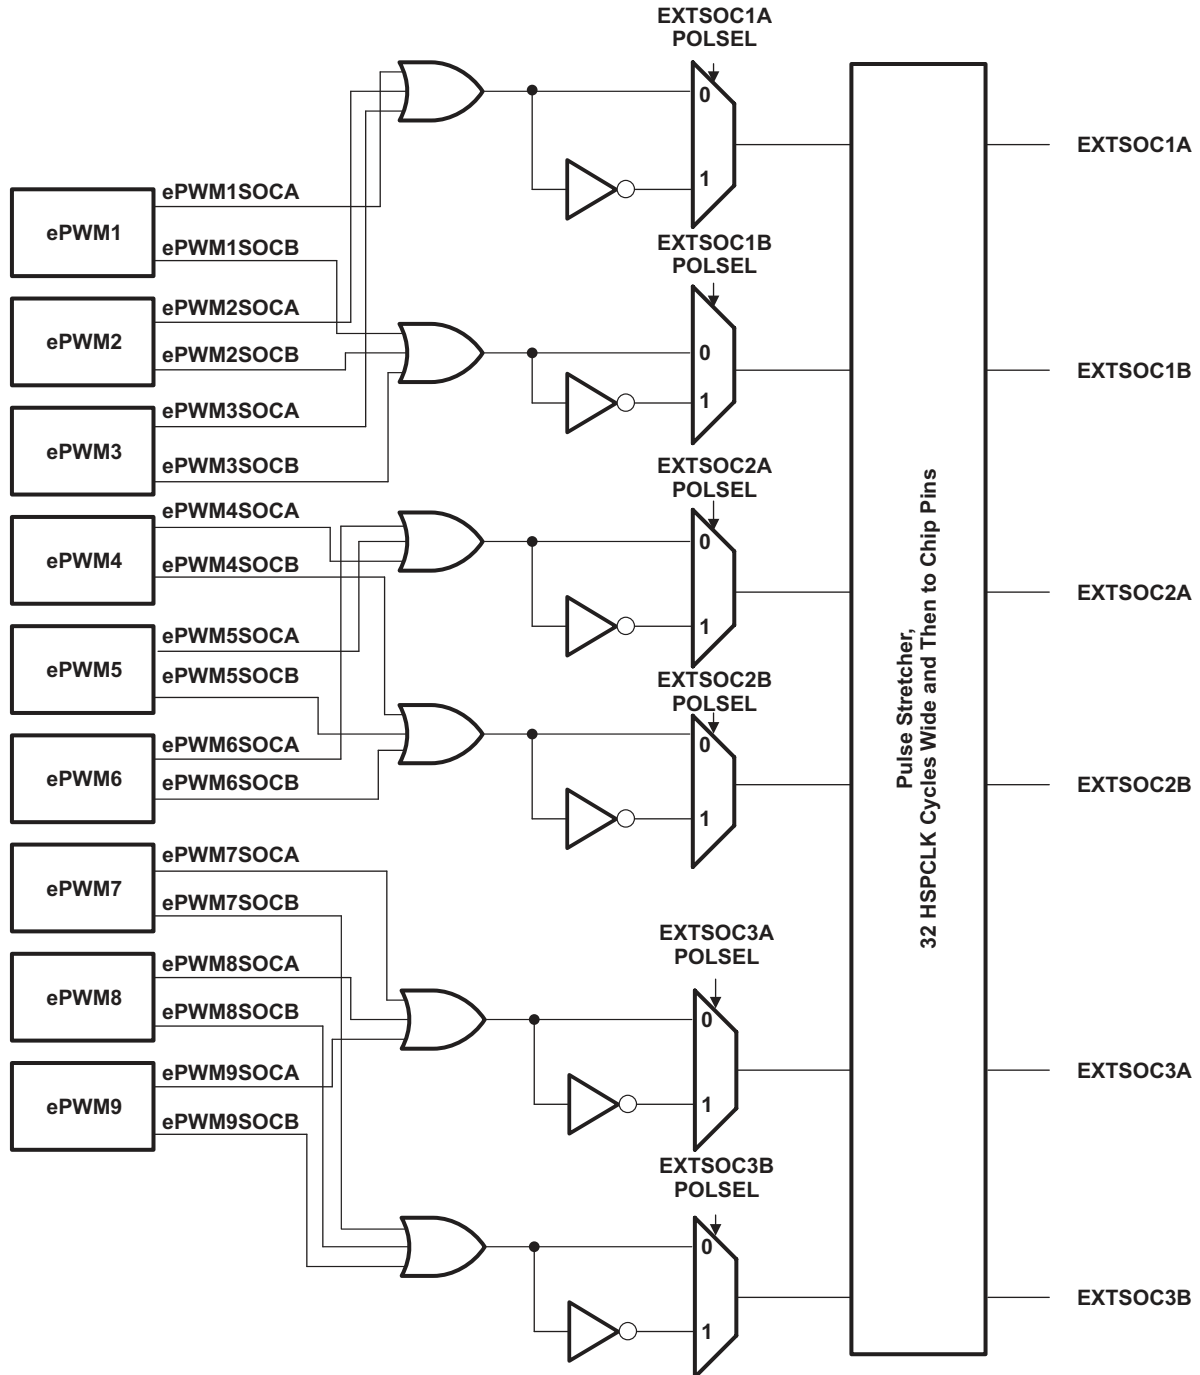 EXTSOC1A
POLSEL
0
1
EXTSOC1A
ePWM1
ePWM1SOCA
ePWM1SOCB
EXTSOC1B
POLSEL
0
1
EXTSOC1B
ePWM2
ePWM2SOCA
ePWM2SOCB
ePWM3
ePWM3SOCA
ePWM3SOCB
EXTSOC2A
POLSEL
0
1
EXTSOC2A
ePWM4
ePWM4SOCA
ePWM4SOCB
ePWM5
ePWM5SOCA
ePWM5SOCB
EXTSOC2B
POLSEL
0
1
EXTSOC2B
ePWM6
ePWM6SOCA
ePWM6SOCB
Pulse Stretcher,
32 HSPCLK Cycles Wide and Then to Chip Pins
ePWM7
ePWM7SOCA
ePWM7SOCB
EXTSOC3A
POLSEL
0
1
EXTSOC3A
ePWM8
ePWM8SOCA
ePWM8SOCB
ePWM9
ePWM9SOCA
ePWM9SOCB
EXTSOC3B
POLSEL
0
1
EXTSOC3B